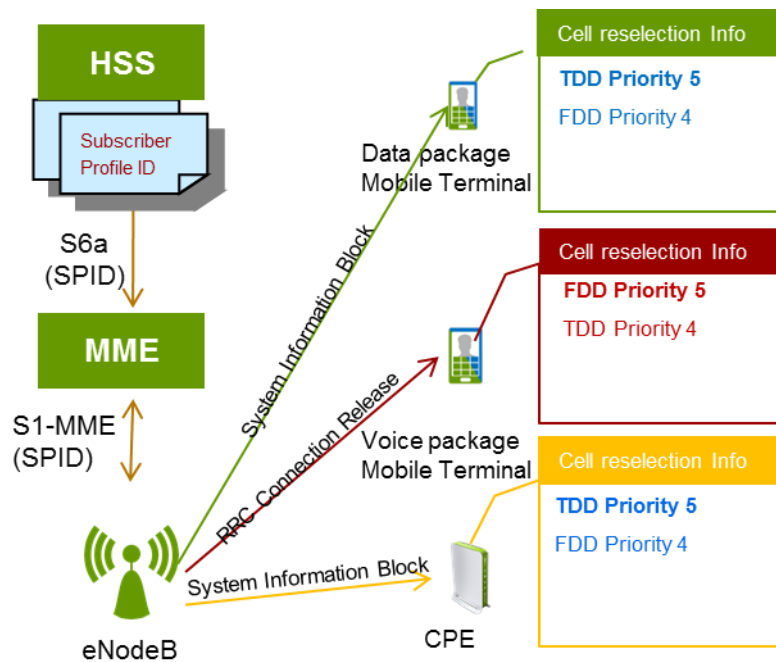 HSS
Subscriber
Profile ID
S6a
(SPID)
MME
S1-MME
(SPID)
eNodeB
System Information Block
RRC Connection Release
System Information Block
Data package
Mobile Terminal
Voice package
Mobile Terminal
CPE
Cell reselection Info
TDD Priority 5
FDD Priority 4
Cell reselection Info
FDD Priority 5
TDD Priority 4
Cell reselection Info
TDD Priority 5
FDD Priority 4